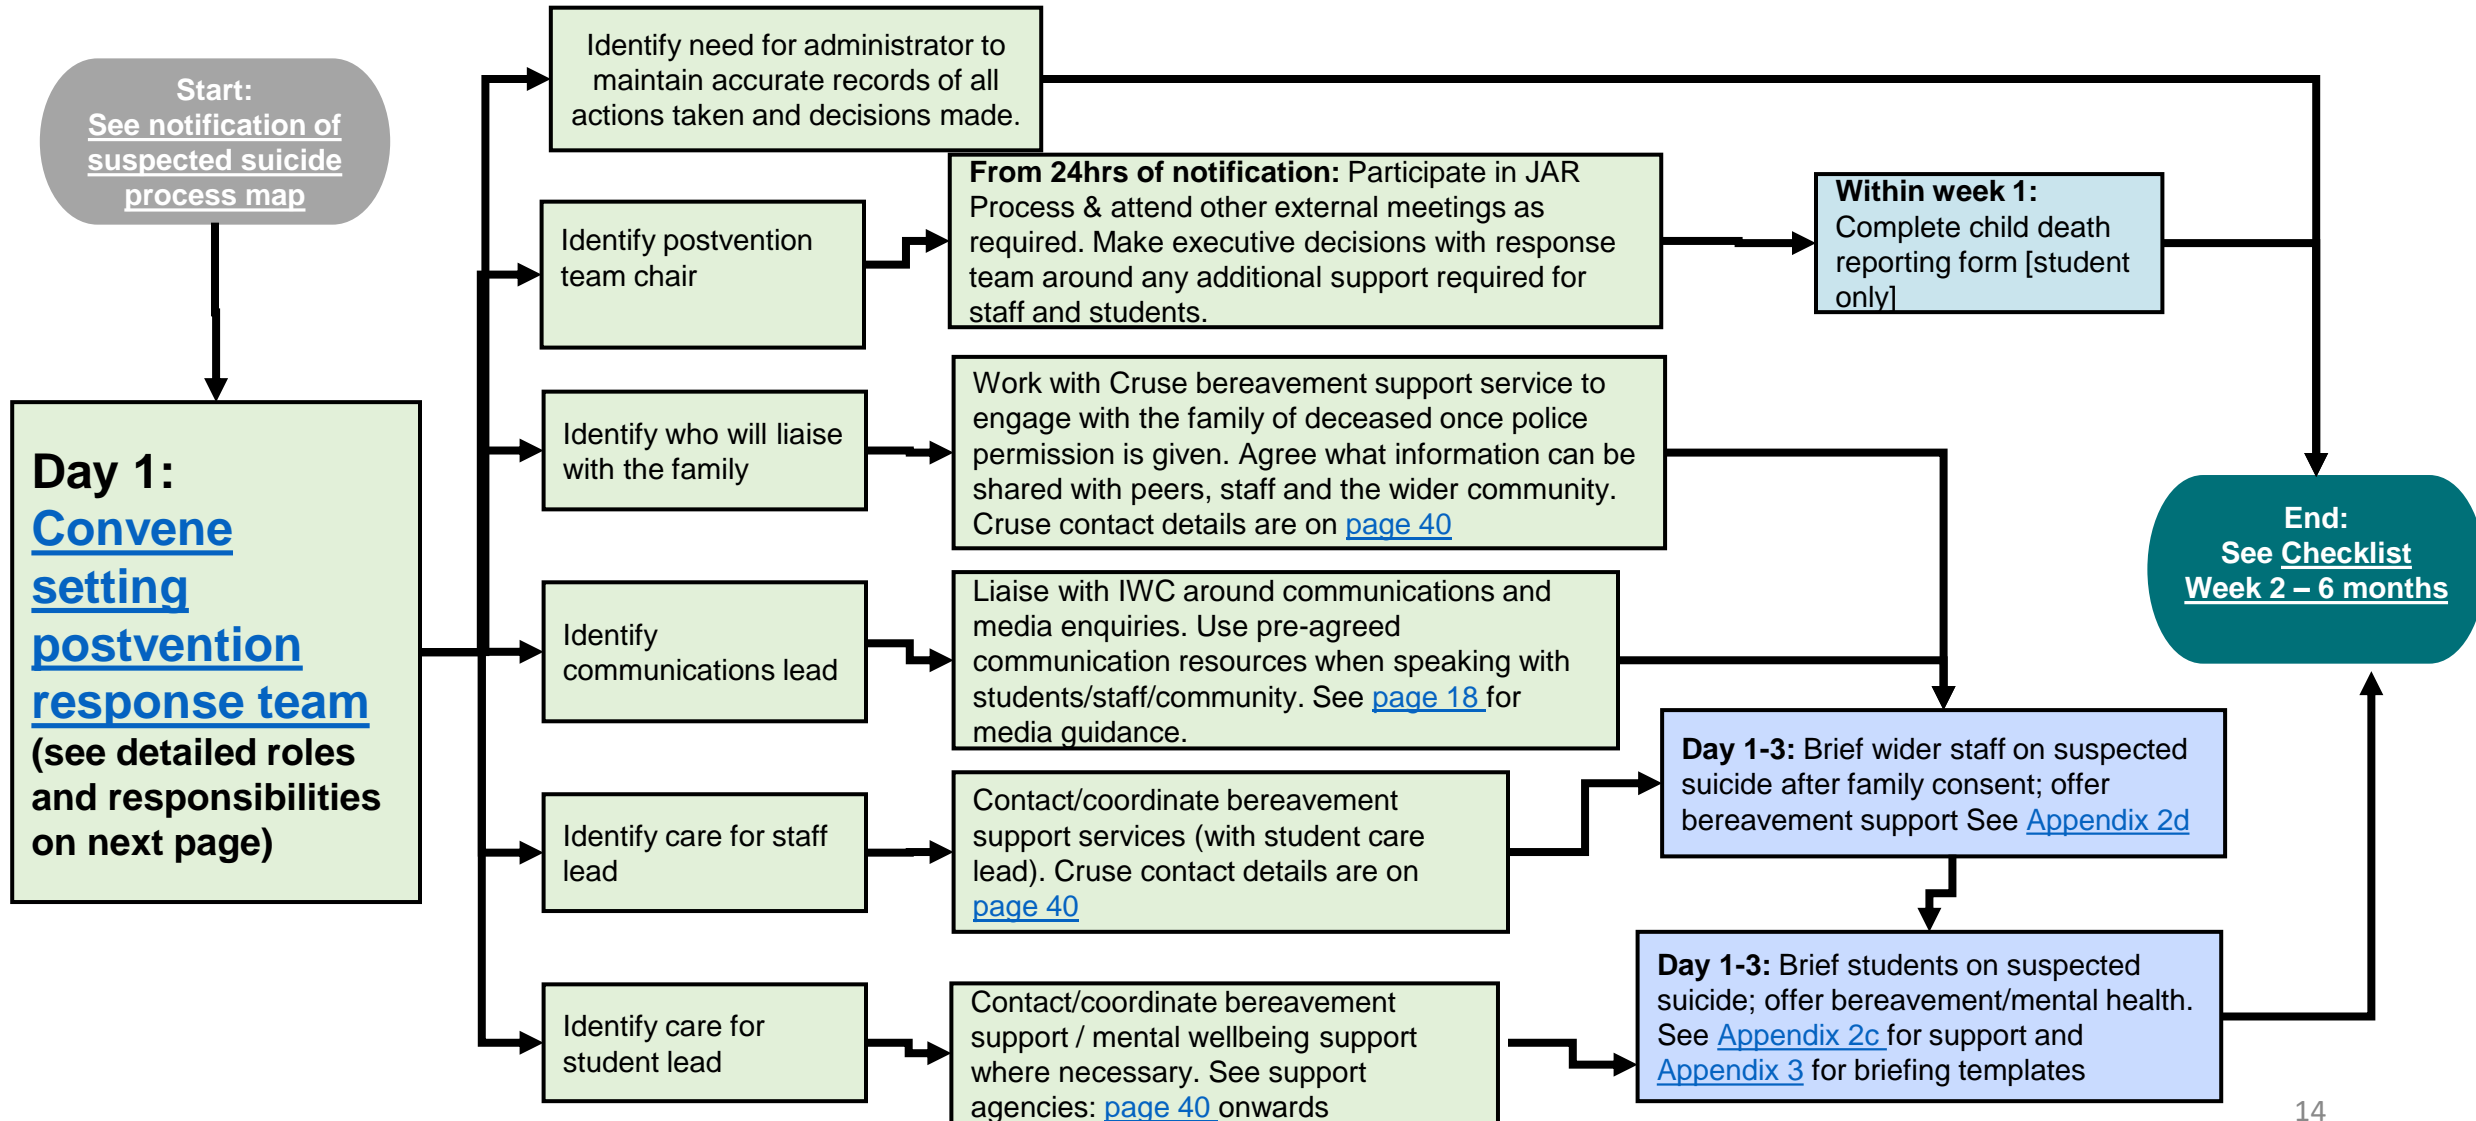 Start:
See notification of
suspected suicide
process map
Day 1:
Convene
setting
postvention
response team
(see detailed roles
and responsibilities
on next page)
Identify need for administrator to
maintain accurate records of all
actions taken and decisions made.
Identify postvention
team chair
From 24hrs of notification: Participate in JAR
Process & attend other external meetings as
required. Make executive decisions with response
team around any additional support required for
staff and students.
Within week 1:
Complete child death
reporting form [student
only]
Identify who will liaise
with the family
Work with Cruse bereavement support service to
engage with the family of deceased once police
permission is given. Agree what information can be
shared with peers, staff and the wider community.
Cruse contact details are on page 40
Identify
communications lead
Liaise with IWC around communications and
media enquiries. Use pre-agreed
communication resources when speaking with
students/staff/community. See page 18 for
media guidance.
Identify care for staff
lead
Contact/coordinate bereavement
support services (with student care
lead). Cruse contact details are on
page 40
Day 1-3: Brief wider staff on suspected
suicide after family consent; offer
bereavement support See Appendix 2d
Identify care for
student lead
Contact/coordinate bereavement
support / mental wellbeing support
where necessary. See support
agencies: page 40 onwards
Day 1-3: Brief students on suspected
suicide; offer bereavement/mental health.
See Appendix 2c for support and
Appendix 3 for briefing templates
End:
See Checklist
Week 2 – 6 months
14